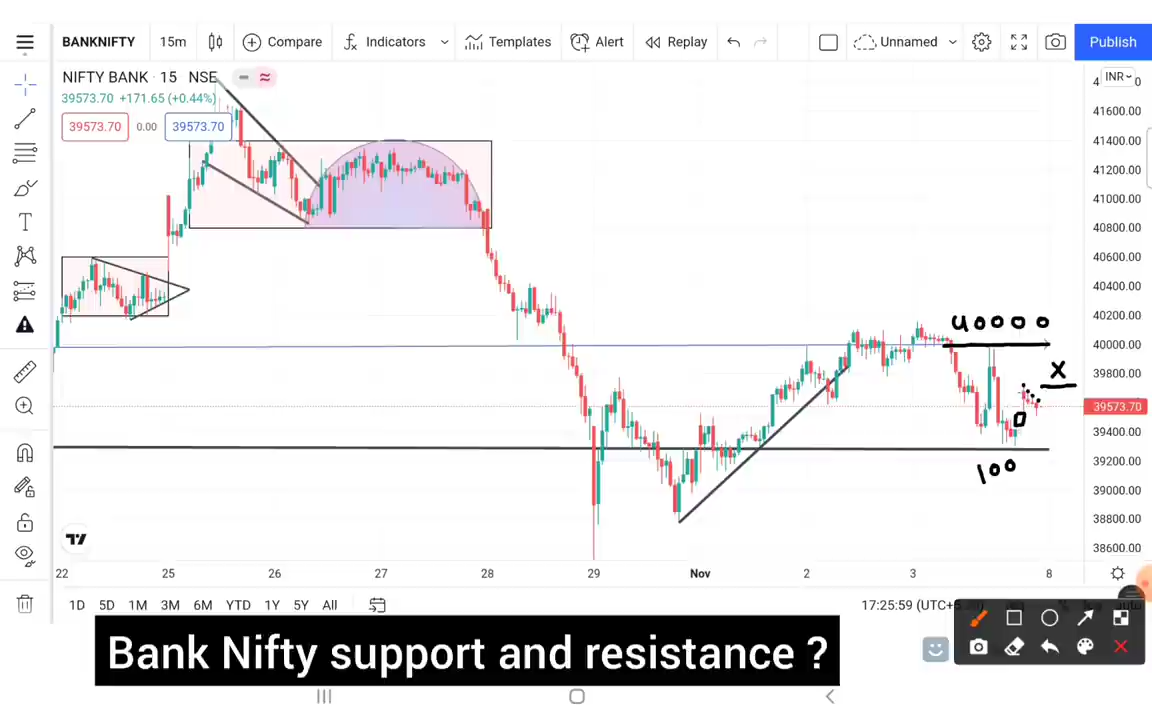 BANKNIFTY 15m Compare Indicators Templates Alert Replay Unnamed Publish
NIFTY BANK · 15 NSE
39573.70 +171.65 (+0.44%)
39573.70 0.00 39573.70
INR
41600.00
41400.00
41200.00
41000.00
40800.00
40600.00
40400.00
40200.00
40000
40000.00
X
39800.00
39573.70
0
39400.00
39200.00
100
39000.00
38800.00
38600.00
22 25 26 27 28 29 Nov 2 3 8
1D 5D 1M 3M 6M YTD 1Y 5Y All 17:25:59 (UTC+5
Bank Nifty support and resistance ?